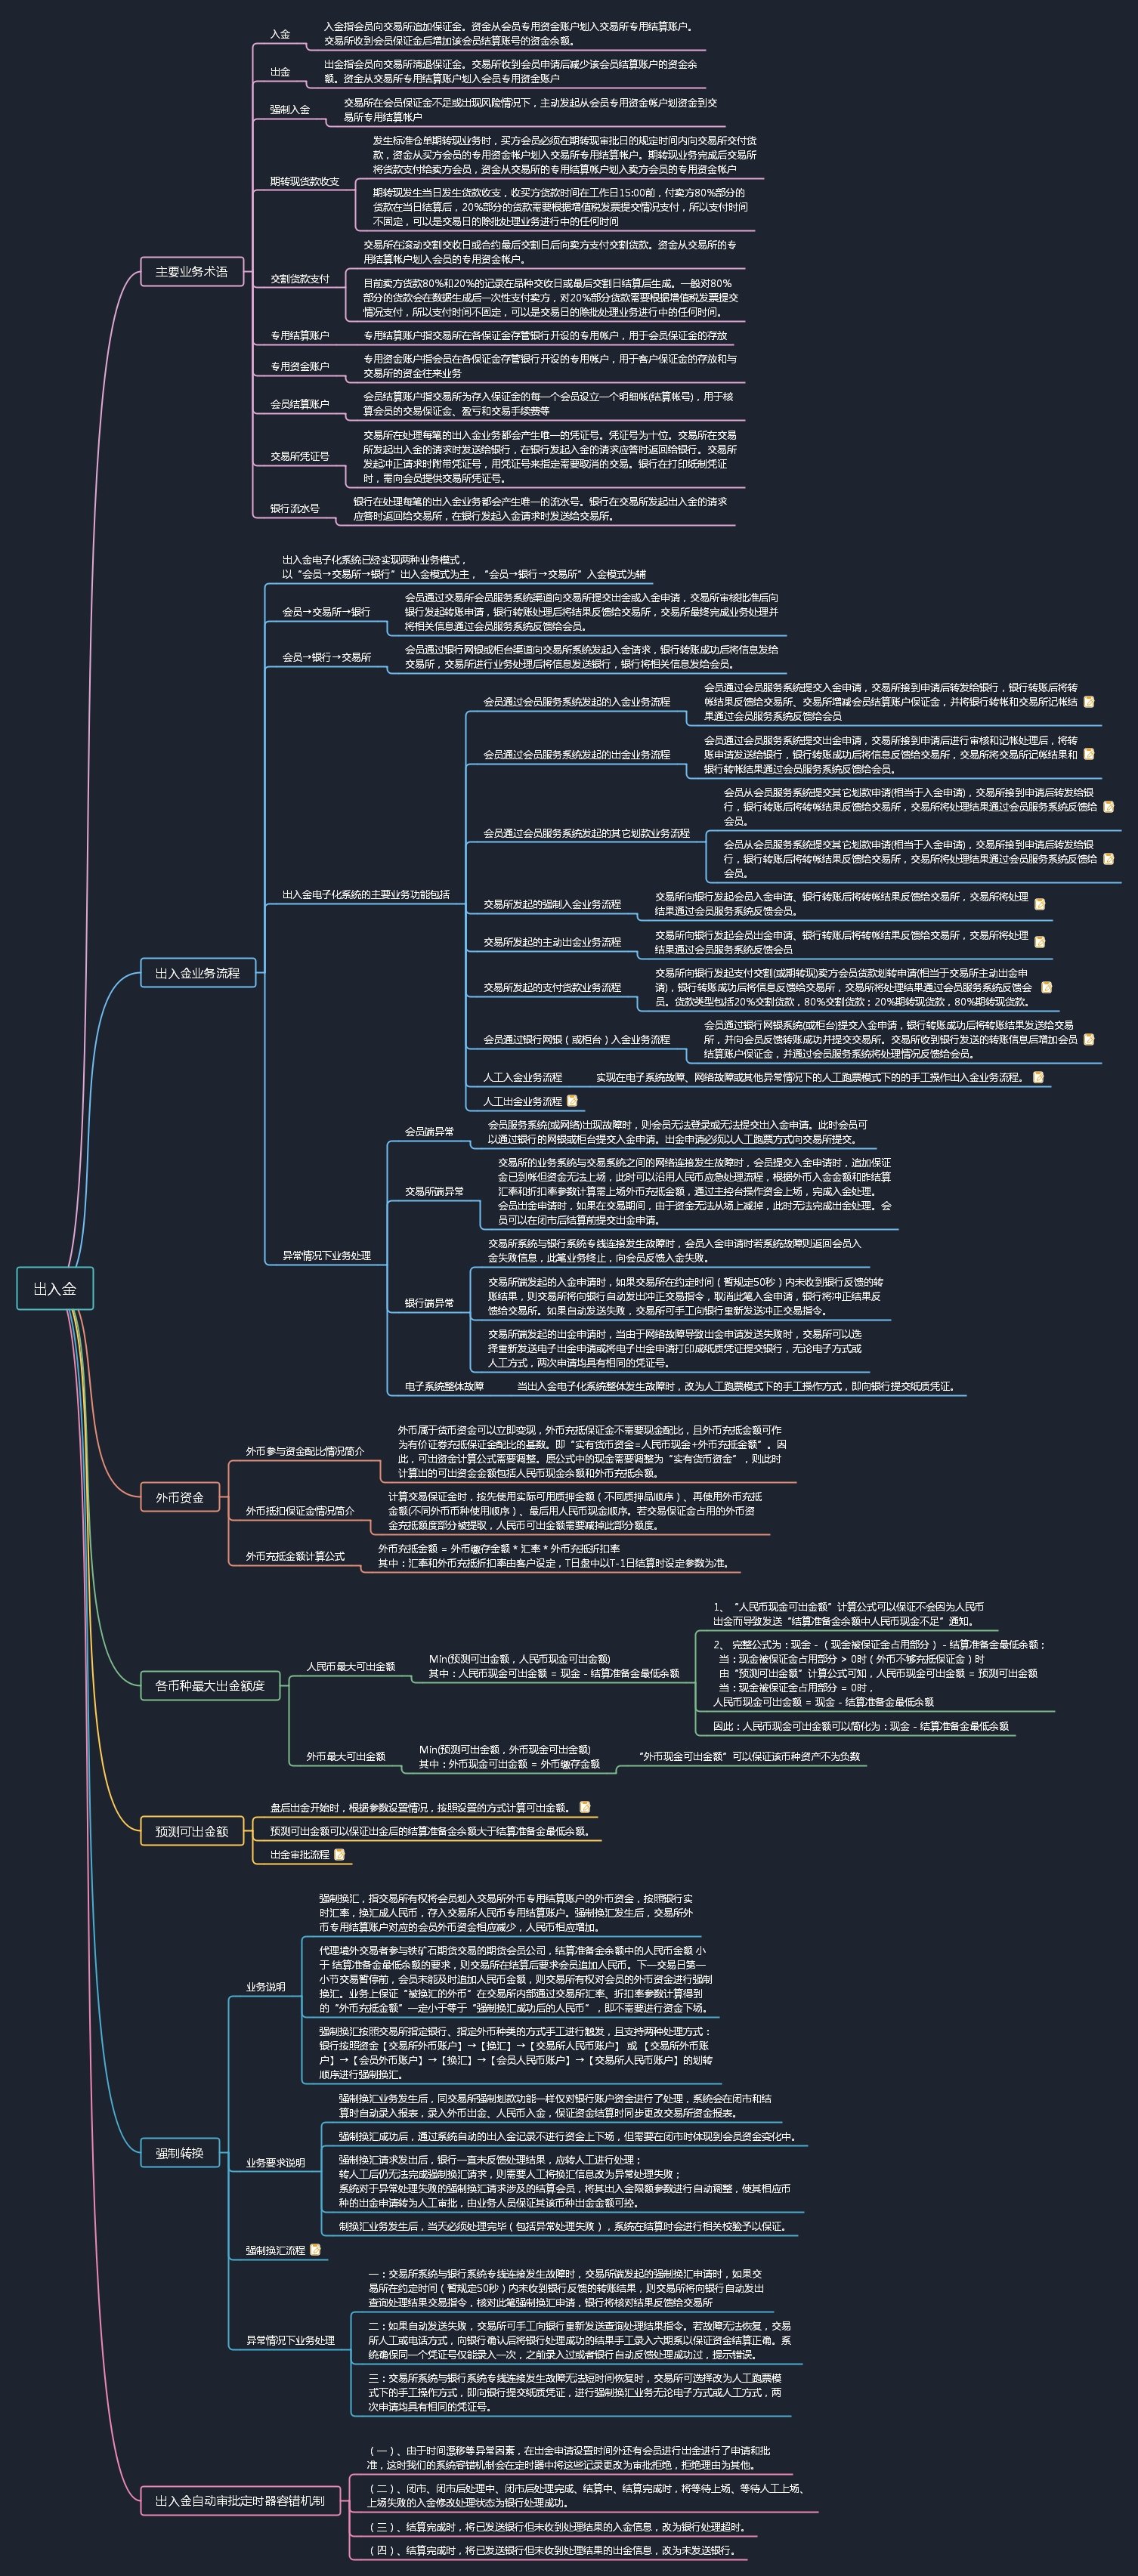 出入金
主要业务术语
入金
入金指会员向交易所追加保证金。资金从会员专用资金账户划入交易所专用结算账户。
交易所收到会员保证金后增加该会员结算账号的资金余额。
出金
出金指会员向交易所清退保证金。交易所收到会员申请后减少该会员结算账户的资金余
额。资金从交易所专用结算账户划入会员专用资金账户
强制入金
交易所在会员保证金不足或出现风险情况下，主动发起从会员专用资金帐户划资金到交
易所专用结算帐户
期转现货款收支
发生标准仓单期转现业务时，买方会员必须在期转现审批日的规定时间内向交易所交付货
款，资金从买方会员的专用资金帐户划入交易所专用结算帐户。期转现业务完成后交易所
将货款支付给卖方会员，资金从交易所的专用结算帐户划入卖方会员的专用资金帐户
期转现发生当日发生货款收支，收买方货款时间在工作日15:00前，付卖方80%部分的
货款在当日结算后，20%部分的货款需要根据增值税发票提交情况支付，所以支付时间
不固定，可以是交易日的除批处理业务进行中的任何时间
交割货款支付
交易所在滚动交割交收日或合约最后交割日后向卖方支付交割货款。资金从交易所的专
用结算帐户划入会员的专用资金帐户。
目前卖方货款80%和20%的记录在品种交收日或最后交割日结算后生成。一般对80%
部分的货款会在数据生成后一次性支付卖方，对20%部分货款需要根据增值税发票提交
情况支付，所以支付时间不固定，可以是交易日的除批处理业务进行中的任何时间。
专用结算账户
专用结算账户指交易所在各保证金存管银行开设的专用帐户，用于会员保证金的存放
专用资金账户
专用资金账户指会员在各保证金存管银行开设的专用帐户，用于客户保证金的存放和与
交易所的资金往来业务
会员结算账户
会员结算账户指交易所为存入保证金的每一个会员设立一个明细帐(结算帐号)，用于核
算会员的交易保证金、盈亏和交易手续费等
交易所凭证号
交易所在处理每笔的出入金业务都会产生唯一的凭证号。凭证号为十位。交易所在交易
所发起出入金的请求时发送给银行，在银行发起入金的请求应答时返回给银行。交易所
发起冲正请求时附带凭证号，用凭证号来指定需要取消的交易。银行在打印纸制凭证
时，需向会员提供交易所凭证号。
银行流水号
银行在处理每笔的出入金业务都会产生唯一的流水号。银行在交易所发起出入金的请求
应答时返回给交易所，在银行发起入金请求时发送给交易所。
出入金业务流程
出入金电子化系统已经实现两种业务模式，
以“会员→交易所→银行”出入金模式为主，“会员→银行→交易所”入金模式为辅
会员→交易所→银行
会员通过交易所会员服务系统渠道向交易所提交出金或入金申请，交易所审核批准后向
银行发起转账申请，银行转账处理后将结果反馈给交易所，交易所最终完成业务处理并
将相关信息通过会员服务系统反馈给会员。
会员→银行→交易所
会员通过银行网银或柜台渠道向交易所系统发起入金请求，银行转账成功后将信息发给
交易所，交易所进行业务处理后将信息发送银行，银行将相关信息发给会员。
出入金电子化系统的主要业务功能包括
会员通过会员服务系统发起的入金业务流程
会员通过会员服务系统提交入金申请，交易所接到申请后转发给银行，银行转账后将转
帐结果反馈给交易所、交易所增减会员结算账户保证金，并将银行转帐和交易所记帐结
果通过会员服务系统反馈给会员
会员通过会员服务系统发起的出金业务流程
会员通过会员服务系统提交出金申请，交易所接到申请后进行审核和记帐处理后，将转
账申请发送给银行，银行转账成功后将信息反馈给交易所，交易所将交易所记帐结果和
银行转帐结果通过会员服务系统反馈给会员。
会员通过会员服务系统发起的其它划款业务流程
会员从会员服务系统提交其它划款申请(相当于入金申请)，交易所接到申请后转发给银
行，银行转账后将转帐结果反馈给交易所，交易所将处理结果通过会员服务系统反馈给
会员。
会员从会员服务系统提交其它划款申请(相当于入金申请)，交易所接到申请后转发给银
行，银行转账后将转帐结果反馈给交易所，交易所将处理结果通过会员服务系统反馈给
会员。
交易所发起的强制入金业务流程
交易所向银行发起会员入金申请、银行转账后将转帐结果反馈给交易所，交易所将处理
结果通过会员服务系统反馈会员。
交易所发起的主动出金业务流程
交易所向银行发起会员出金申请、银行转账后将转帐结果反馈给交易所，交易所将处理
结果通过会员服务系统反馈会员
交易所发起的支付货款业务流程
交易所向银行发起支付交割(或期转现)卖方会员货款划转申请(相当于交易所主动出金申
请)，银行转账成功后将信息反馈给交易所，交易所将处理结果通过会员服务系统反馈会
员。货款类型包括20%交割货款，80%交割货款；20%期转现货款，80%期转现货款。
会员通过银行网银（或柜台）入金业务流程
会员通过银行网银系统(或柜台)提交入金申请，银行转账成功后将转账结果发送给交易
所，并向会员反馈转账成功并提交交易所。交易所收到银行发送的转账信息后增加会员
结算账户保证金，并通过会员服务系统将处理情况反馈给会员。
人工入金业务流程
实现在电子系统故障、网络故障或其他异常情况下的人工跑票模式下的的手工操作出入金业务流程。
人工出金业务流程
异常情况下业务处理
会员端异常
会员服务系统(或网络)出现故障时，则会员无法登录或无法提交出入金申请。此时会员可
以通过银行的网银或柜台提交入金申请。出金申请必须以人工跑票方式向交易所提交。
交易所端异常
交易所的业务系统与交易系统之间的网络连接发生故障时，会员提交入金申请时，追加保证
金已到帐但资金无法上场，此时可以沿用人民币应急处理流程，根据外币入金金额和昨结算
汇率和折扣率参数计算需上场外币充抵金额，通过主控台操作资金上场，完成入金处理。
会员出金申请时，如果在交易期间，由于资金无法从场上减掉，此时无法完成出金处理。会
员可以在闭市后结算前提交出金申请。
银行端异常
交易所系统与银行系统专线连接发生故障时，会员入金申请时若系统故障则返回会员入
金失败信息，此笔业务终止，向会员反馈入金失败。
交易所端发起的入金申请时，如果交易所在约定时间（暂规定50秒）内未收到银行反馈的转
账结果，则交易所将向银行自动发出冲正交易指令，取消此笔入金申请，银行将冲正结果反
馈给交易所。如果自动发送失败，交易所可手工向银行重新发送冲正交易指令。
交易所端发起的出金申请时，当由于网络故障导致出金申请发送失败时，交易所可以选
择重新发送电子出金申请或将电子出金申请打印成纸质凭证提交银行，无论电子方式或
人工方式，两次申请均具有相同的凭证号。
电子系统整体故障
当出入金电子化系统整体发生故障时，改为人工跑票模式下的手工操作方式，即向银行提交纸质凭证。
外币资金
外币参与资金配比情况简介
外币属于货币资金可以立即变现，外币充抵保证金不需要现金配比，且外币充抵金额可作
为有价证券充抵保证金配比的基数。即“实有货币资金=人民币现金+外币充抵金额”。因
此，可出资金计算公式需要调整。原公式中的现金需要调整为“实有货币资金”，则此时
计算出的可出资金金额包括人民币现金余额和外币充抵余额。
外币抵扣保证金情况简介
计算交易保证金时，按先使用实际可用质押金额（不同质押品顺序）、再使用外币充抵
金额(不同外币币种使用顺序）、最后用人民币现金顺序。若交易保证金占用的外币资
金充抵额度部分被提取，人民币可出金额需要减掉此部分额度。
外币充抵金额计算公式
外币充抵金额 = 外币缴存金额 * 汇率 * 外币充抵折扣率
其中：汇率和外币充抵折扣率由客户设定，T日盘中以T-1日结算时设定参数为准。
各币种最大出金额度
人民币最大可出金额
Min(预测可出金额，人民币现金可出金额)
其中：人民币现金可出金额 = 现金 - 结算准备金最低余额
1、“人民币现金可出金额”计算公式可以保证不会因为人民币
出金而导致发送“结算准备金余额中人民币现金不足”通知。
2、 完整公式为：现金 - （ 现金被保证金占用部分 ） - 结算准备金最低余额；
当：现金被保证金占用部分 > 0时（ 外币不够充抵保证金 ）时
由“预测可出金额”计算公式可知，人民币现金可出金额 = 预测可出金额
当：现金被保证金占用部分 = 0时，
人民币现金可出金额 = 现金 - 结算准备金最低余额
因此：人民币现金可出金额可以简化为：现金 - 结算准备金最低余额
外币最大可出金额
Min(预测可出金额，外币现金可出金额)
其中：外币现金可出金额 = 外币缴存金额
“外币现金可出金额”可以保证该币种资产不为负数
预测可出金额
盘后出金开始时，根据参数设置情况，按照设置的方式计算可出金额。
预测可出金额可以保证出金后的结算准备金余额大于结算准备金最低余额。
出金审批流程
强制转换
业务说明
强制换汇，指交易所有权将会员划入交易所外币专用结算账户的外币资金，按照银行实
时汇率，换汇成人民币，存入交易所人民币专用结算账户。强制换汇发生后，交易所外
币专用结算账户对应的会员外币资金相应减少，人民币相应增加。
代理境外交易者参与铁矿石期货交易的期货会员公司，结算准备金余额中的人民币金额 小
于 结算准备金最低余额的要求，则交易所在结算后要求会员追加人民币。下一交易日第一
小节交易暂停前，会员未能及时追加人民币金额，则交易所有权对会员的外币资金进行强制
换汇。业务上保证“被换汇的外币”在交易所内部通过交易所汇率、折扣率参数计算得到
的“外币充抵金额”一定小于等于“强制换汇成功后的人民币”，即不需要进行资金下场。
强制换汇按照交易所指定银行、指定外币种类的方式手工进行触发，且支持两种处理方式：
银行按照资金【交易所外币账户】→【换汇】→【交易所人民币账户】 或 【交易所外币账
户】→【会员外币账户】→【换汇】→【会员人民币账户】→【交易所人民币账户】的划转
顺序进行强制换汇。
业务要求说明
强制换汇业务发生后，同交易所强制划款功能一样仅对银行账户资金进行了处理，系统会在闭市和结
算时自动录入报表，录入外币出金、人民币入金，保证资金结算时同步更改交易所资金报表。
强制换汇成功后，通过系统自动的出入金记录不进行资金上下场，但需要在闭市时体现到会员资金变化中。
强制换汇请求发出后，银行一直未反馈处理结果，应转人工进行处理；
转人工后仍无法完成强制换汇请求，则需要人工将换汇信息改为异常处理失败；
系统对于异常处理失败的强制换汇请求涉及的结算会员，将其出入金限额参数进行自动调整，使其相应币
种的出金申请转为人工审批，由业务人员保证其该币种出金金额可控。
制换汇业务发生后，当天必须处理完毕（包括异常处理失败），系统在结算时会进行相关校验予以保证。
强制换汇流程
异常情况下业务处理
一：交易所系统与银行系统专线连接发生故障时，交易所端发起的强制换汇申请时，如果交
易所在约定时间（暂规定50秒）内未收到银行反馈的转账结果，则交易所将向银行自动发出
查询处理结果交易指令，核对此笔强制换汇申请，银行将核对结果反馈给交易所
二：如果自动发送失败，交易所可手工向银行重新发送查询处理结果指令。若故障无法恢复，交易
所人工或电话方式，向银行确认后将银行处理成功的结果手工录入六期系以保证资金结算正确。系
统确保同一个凭证号仅能录入一次，之前录入过或者银行自动反馈处理成功过，提示错误。
三：交易所系统与银行系统专线连接发生故障无法短时间恢复时，交易所可选择改为人工跑票模
式下的手工操作方式，即向银行提交纸质凭证，进行强制换汇业务无论电子方式或人工方式，两
次申请均具有相同的凭证号。
出入金自动审批定时器容错机制
（一）、由于时间漂移等异常因素，在出金申请设置时间外还有会员进行出金进行了申请和批
准，这时我们的系统容错机制会在定时器中将这些记录更改为审批拒绝，拒绝理由为其他。
（二）、闭市、闭市后处理中、闭市后处理完成、结算中、结算完成时，将等待上场、等待人工上场、
上场失败的入金修改处理状态为银行处理成功。
（三）、结算完成时，将已发送银行但未收到处理结果的入金信息，改为银行处理超时。
（四）、结算完成时，将已发送银行但未收到处理结果的出金信息，改为未发送银行。